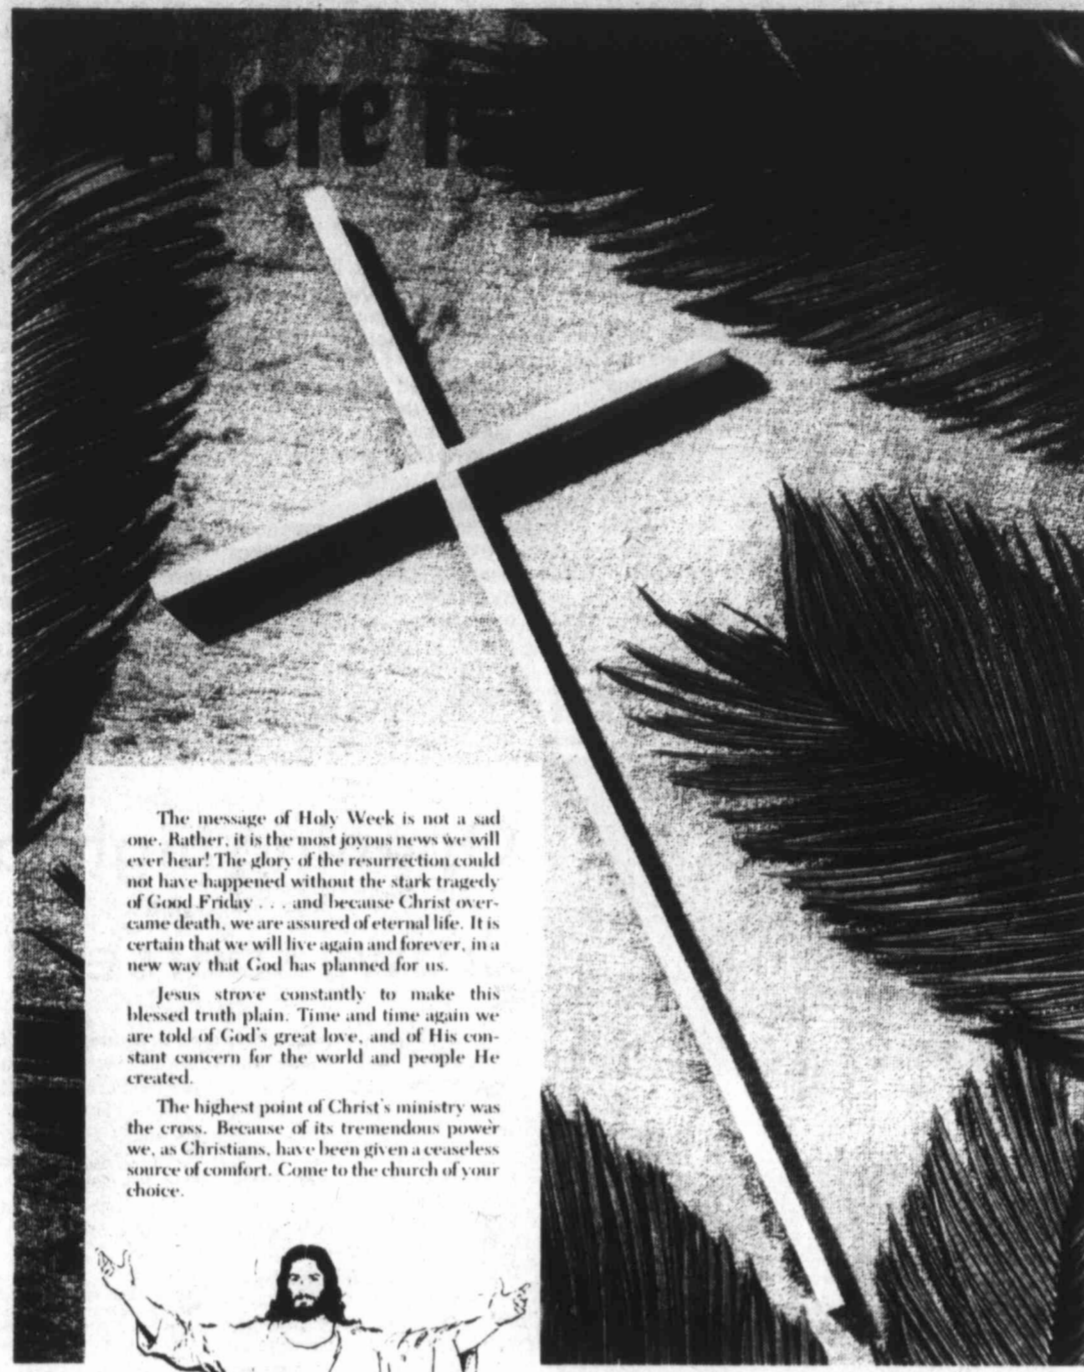 here
The message of Holy Week is not a sad
one. Rather, it is the most joyous news we will
ever hear! The glory of the resurrection could
not have happened without the stark tragedy
of Good Friday . . . and because Christ over-
came death, we are assured of eternal life. It is
certain that we will live again and forever, in a
new way that God has planned for us.
Jesus strove constantly to make this
blessed truth plain. Time and time again we
are told of God's great love, and of His con-
stant concern for the world and people He
created.
The highest point of Christ's ministry was
the cross. Because of its tremendous power
we, as Christians, have been given a ceaseless
source of comfort. Come to the church of your
choice.